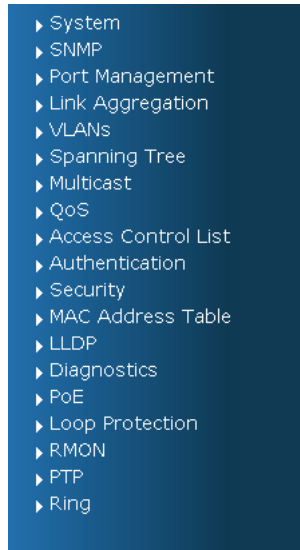 System
SNMP
Port Management
Link Aggregation
VLANs
Spanning Tree
Multicast
QoS
Access Control List
Authentication
Security
MAC Address Table
LLDP
Diagnostics
PoE
Loop Protection
RMON
PTP
Ring